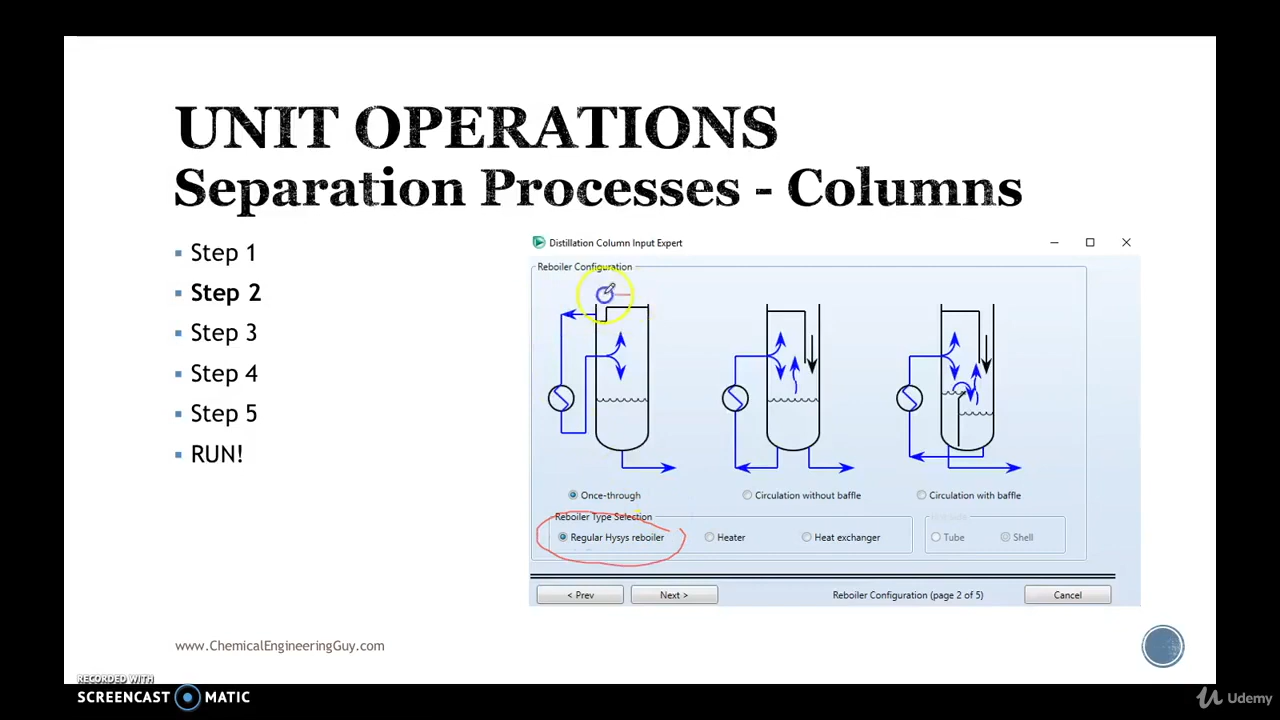 UNIT OPERATIONS
Separation Processes - Columns
Step 1
Step 2
Step 3
Step 4
Step 5
RUN!
Distillation Column Input Expert
Reboiler Configuration
Once-through
Circulation without baffle
Circulation with baffle
Reboiler Type Selection
Regular Hysys reboiler
Heater
Heat exchanger
Tube
Shell
< Prev
Next >
Reboiler Configuration (page 2 of 5)
Cancel
www.ChemicalEngineeringGuy.com
RECORDED WITH
SCREENCAST MATIC
Udemy